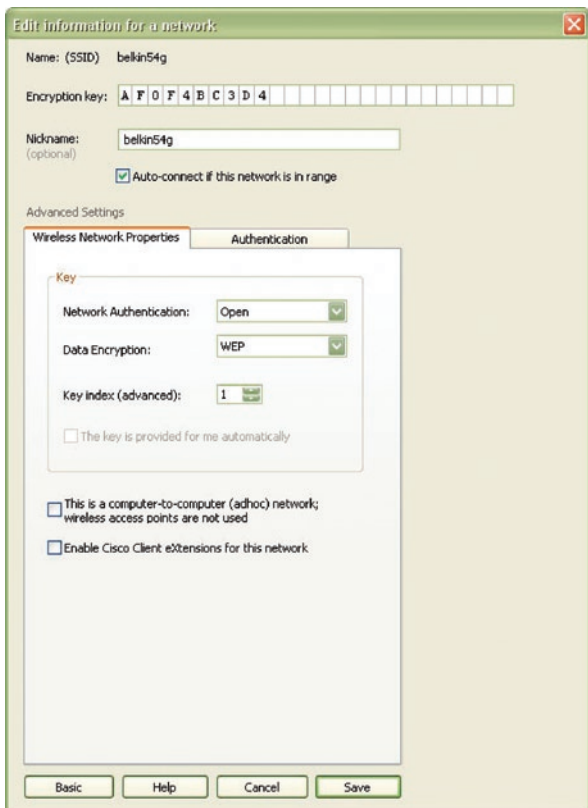 Edit information for a network
Name: (SSID) belkin54g
Encryption key: A F 0 F 4 B C 3 D 4
Nickname: belkin54g
(optional)
Auto-connect if this network is in range
Advanced Settings
Wireless Network Properties Authentication
Key
Network Authentication: Open
Data Encryption: WEP
Key index (advanced): 1
The key is provided for me automatically
This is a computer-to-computer (adhoc) network;
wireless access points are not used
Enable Cisco Client eXtensions for this network
Basic Help Cancel Save